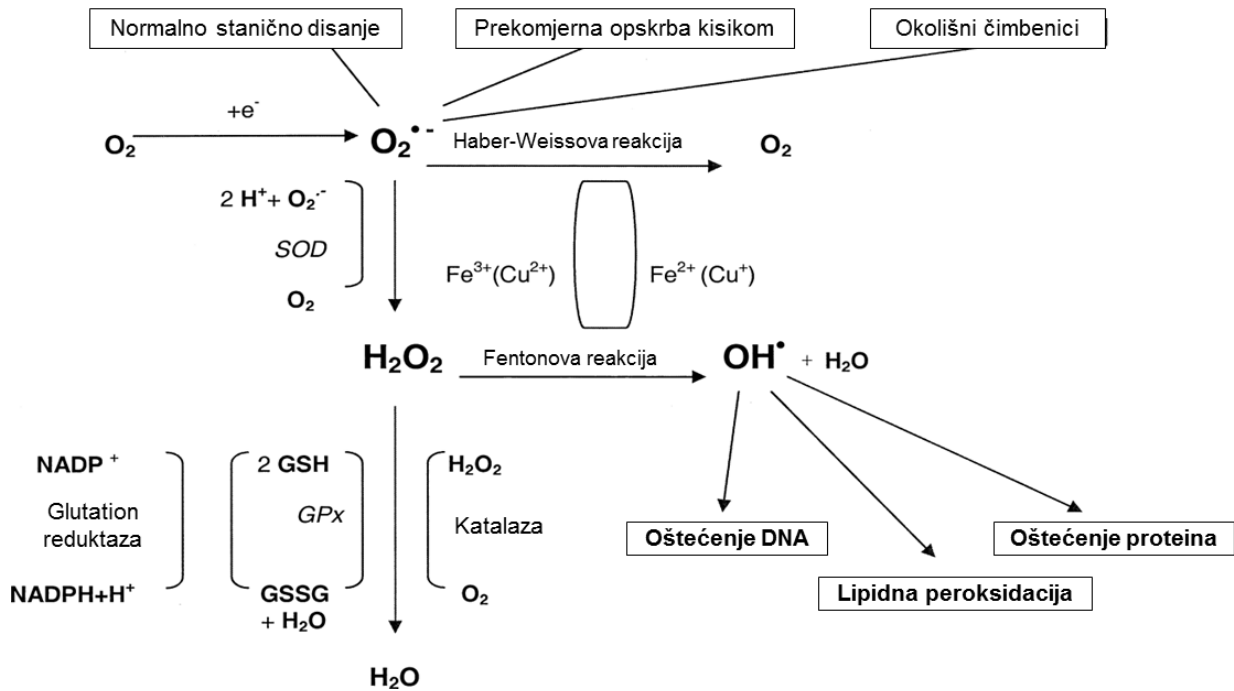 Normalno stanično disanje
Prekomjerna opskrba kisikom
Okolišni čimbenici
+e⁻
O₂
O₂•⁻
Haber-Weissova reakcija
O₂
2 H⁺+ O₂·⁻
SOD
O₂
Fe³⁺(Cu²⁺)
Fe²⁺ (Cu⁺)
H₂O₂
Fentonova reakcija
OH• + H₂O
NADP ⁺
Glutation
reduktaza
NADPH+H⁺
2 GSH
GPx
GSSG
+ H₂O
H₂O₂
Katalaza
O₂
Oštećenje DNA
Oštećenje proteina
Lipidna peroksidacija
H₂O